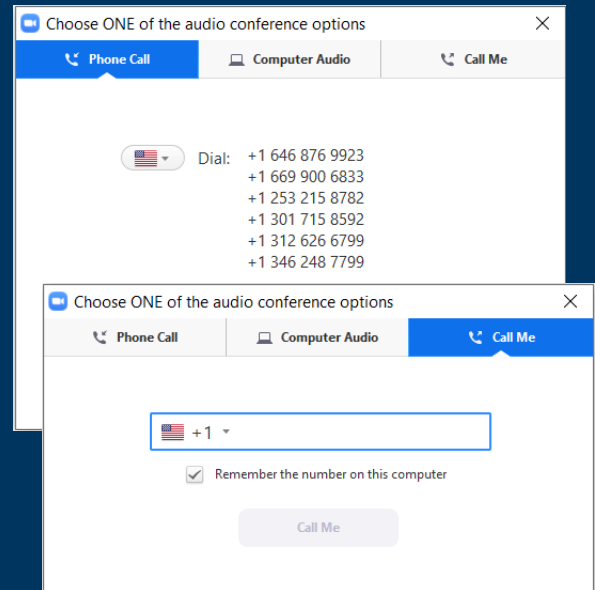 Choose ONE of the audio conference options
Phone Call Computer Audio Call Me
Dial: +1 646 876 9923
+1 669 900 6833
+1 253 215 8782
+1 301 715 8592
+1 312 626 6799
+1 346 248 7799
Choose ONE of the audio conference options
Phone Call Computer Audio Call Me
+1
Remember the number on this computer
Call Me